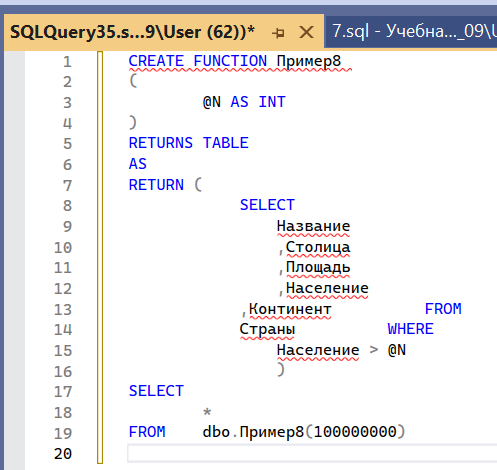 SQLQuery35.s...9\User (62))*
7.sql - Учебна..._09\U
1 CREATE FUNCTION Пример8
2 (
3 @N AS INT
4 )
5 RETURNS TABLE
6 AS
7 RETURN (
8 SELECT
9 Название
10 ,Столица
11 ,Площадь
12 ,Население
13 ,Континент FROM
14 Страны WHERE
15 Население > @N
16 )
17 SELECT
18 *
19 FROM dbo.Пример8(100000000)
20